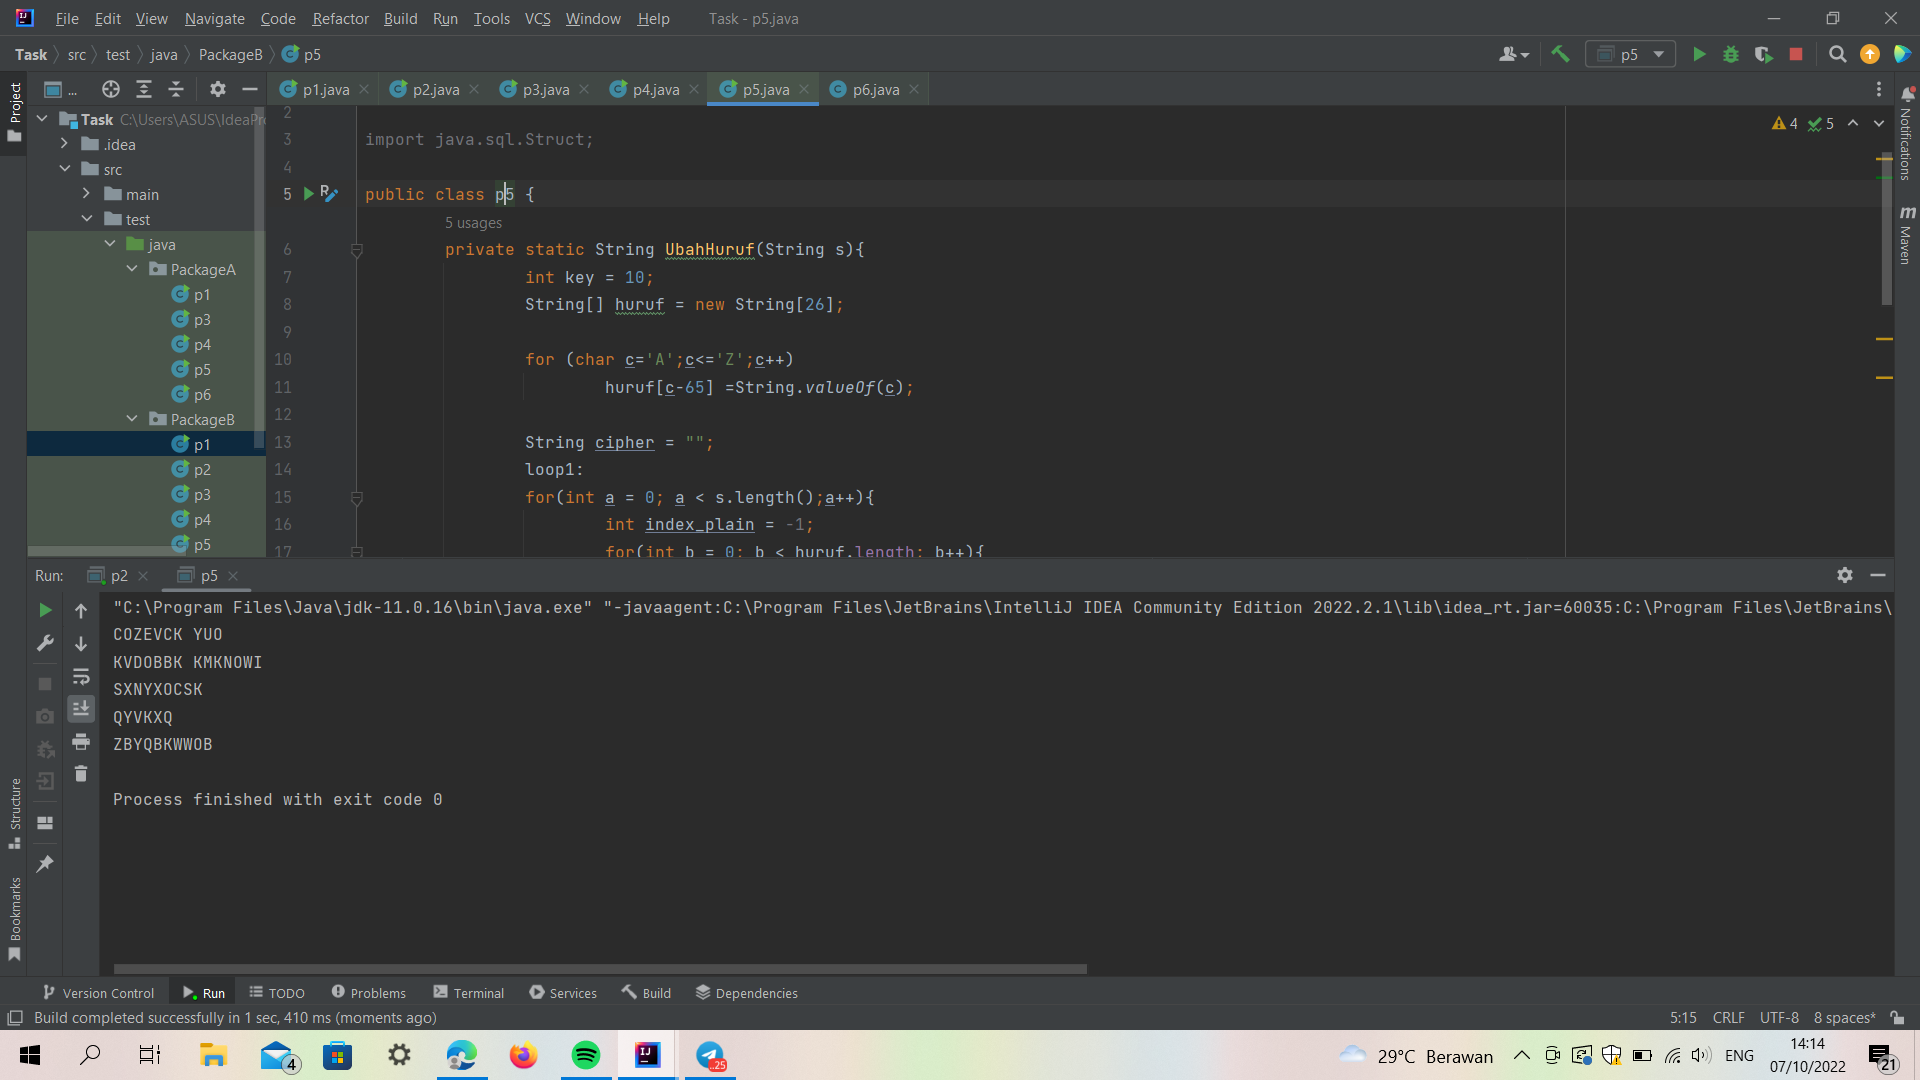 File Edit View Navigate Code Refactor Build Run Tools VCS Window Help Task - p5.java
Task src test java PackageB p5
p5
Project
...
p1.java p2.java p3.java p4.java p5.java p6.java
Task C:\Users\ASUS\IdeaPr
.idea
src
main
test
java
PackageA
p1
p3
p4
p5
p6
PackageB
p1
p2
p3
p4
p5
4 5
2
3 import java.sql.Struct;
4
5 public class p5 {
5 usages
6 private static String UbahHuruf(String s){
7 int key = 10;
8 String[] huruf = new String[26];
9
10 for (char c='A';c<='Z';c++)
11 huruf[c-65] =String.valueOf(c);
12
13 String cipher = "";
14 loop1:
15 for(int a = 0; a < s.length();a++){
16 int index_plain = -1;
17 for(int b = 0; b < huruf.length; b++){
Notifications
Maven
Run: p2 p5
"C:\Program Files\Java\jdk-11.0.16\bin\java.exe" "-javaagent:C:\Program Files\JetBrains\IntelliJ IDEA Community Edition 2022.2.1\lib\idea_rt.jar=60035:C:\Program Files\JetBrains\
COZEVCK YUO
KVDOBBK KMKNOWI
SXNYXOCSK
QYVKXQ
ZBYQBKWWOB
Process finished with exit code 0
Structure
Bookmarks
Version Control Run TODO Problems Terminal Services Build Dependencies
Build completed successfully in 1 sec, 410 ms (moments ago)
5:15 CRLF UTF-8 8 spaces*
4
IJ
..25
29°C Berawan
ENG
14:14
07/10/2022
21